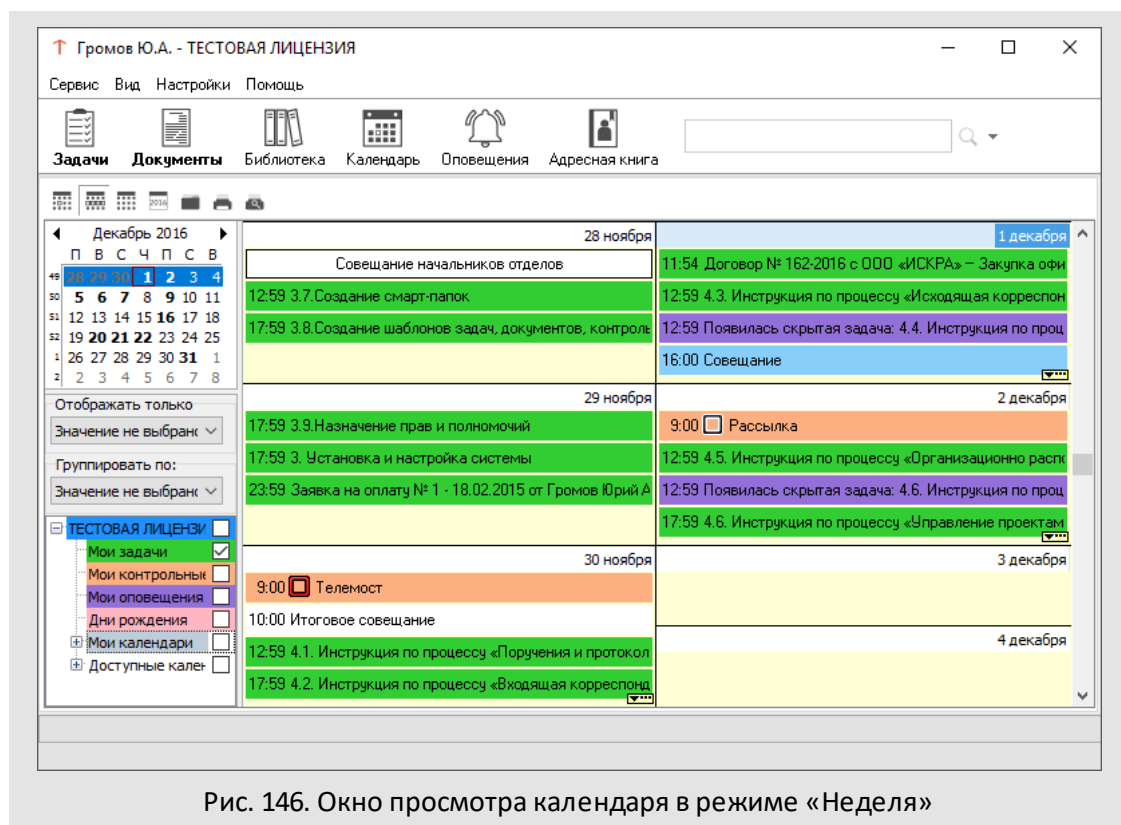 Громов Ю.А. - ТЕСТОВАЯ ЛИЦЕНЗИЯ
Сервис Вид Настройки Помощь
Задачи Документы Библиотека Календарь Оповещения Адресная книга
2016
Декабрь 2016
П В С Ч П С В
49 28 29 30 1 2 3 4
50 5 6 7 8 9 10 11
51 12 13 14 15 16 17 18
52 19 20 21 22 23 24 25
1 26 27 28 29 30 31 1
2 2 3 4 5 6 7 8
Отображать только
Значение не выбран
Группировать по:
Значение не выбран
ТЕСТОВАЯ ЛИЦЕНЗИ
Мои задачи
Мои контрольные
Мои оповещения
Дни рождения
Мои календари
Доступные кален
28 ноября
Совещание начальников отделов
12:59 3.7.Создание смарт-папок
17:59 3.8.Создание шаблонов задач, документов, контроль
29 ноября
17:59 3.9.Назначение прав и полномочий
17:59 3. Установка и настройка системы
23:59 Заявка на оплату № 1 - 18.02.2015 от Громов Юрий А
30 ноября
9:00 Телемост
10:00 Итоговое совещание
12:59 4.1. Инструкция по процессу «Поручения и протокол
17:59 4.2. Инструкция по процессу «Входящая корреспонд
1 декабря
11:54 Договор № 162-2016 с ООО «ИСКРА» – Закупка офи
12:59 4.3. Инструкция по процессу «Исходящая корреспон
12:59 Появилась скрытая задача: 4.4. Инструкция по проц
16:00 Совещание
2 декабря
9:00 Рассылка
12:59 4.5. Инструкция по процессу «Организационно расп
12:59 Появилась скрытая задача: 4.6. Инструкция по проц
17:59 4.6. Инструкция по процессу «Управление проектам
3 декабря
4 декабря
Рис. 146. Окно просмотра календаря в режиме «Неделя»